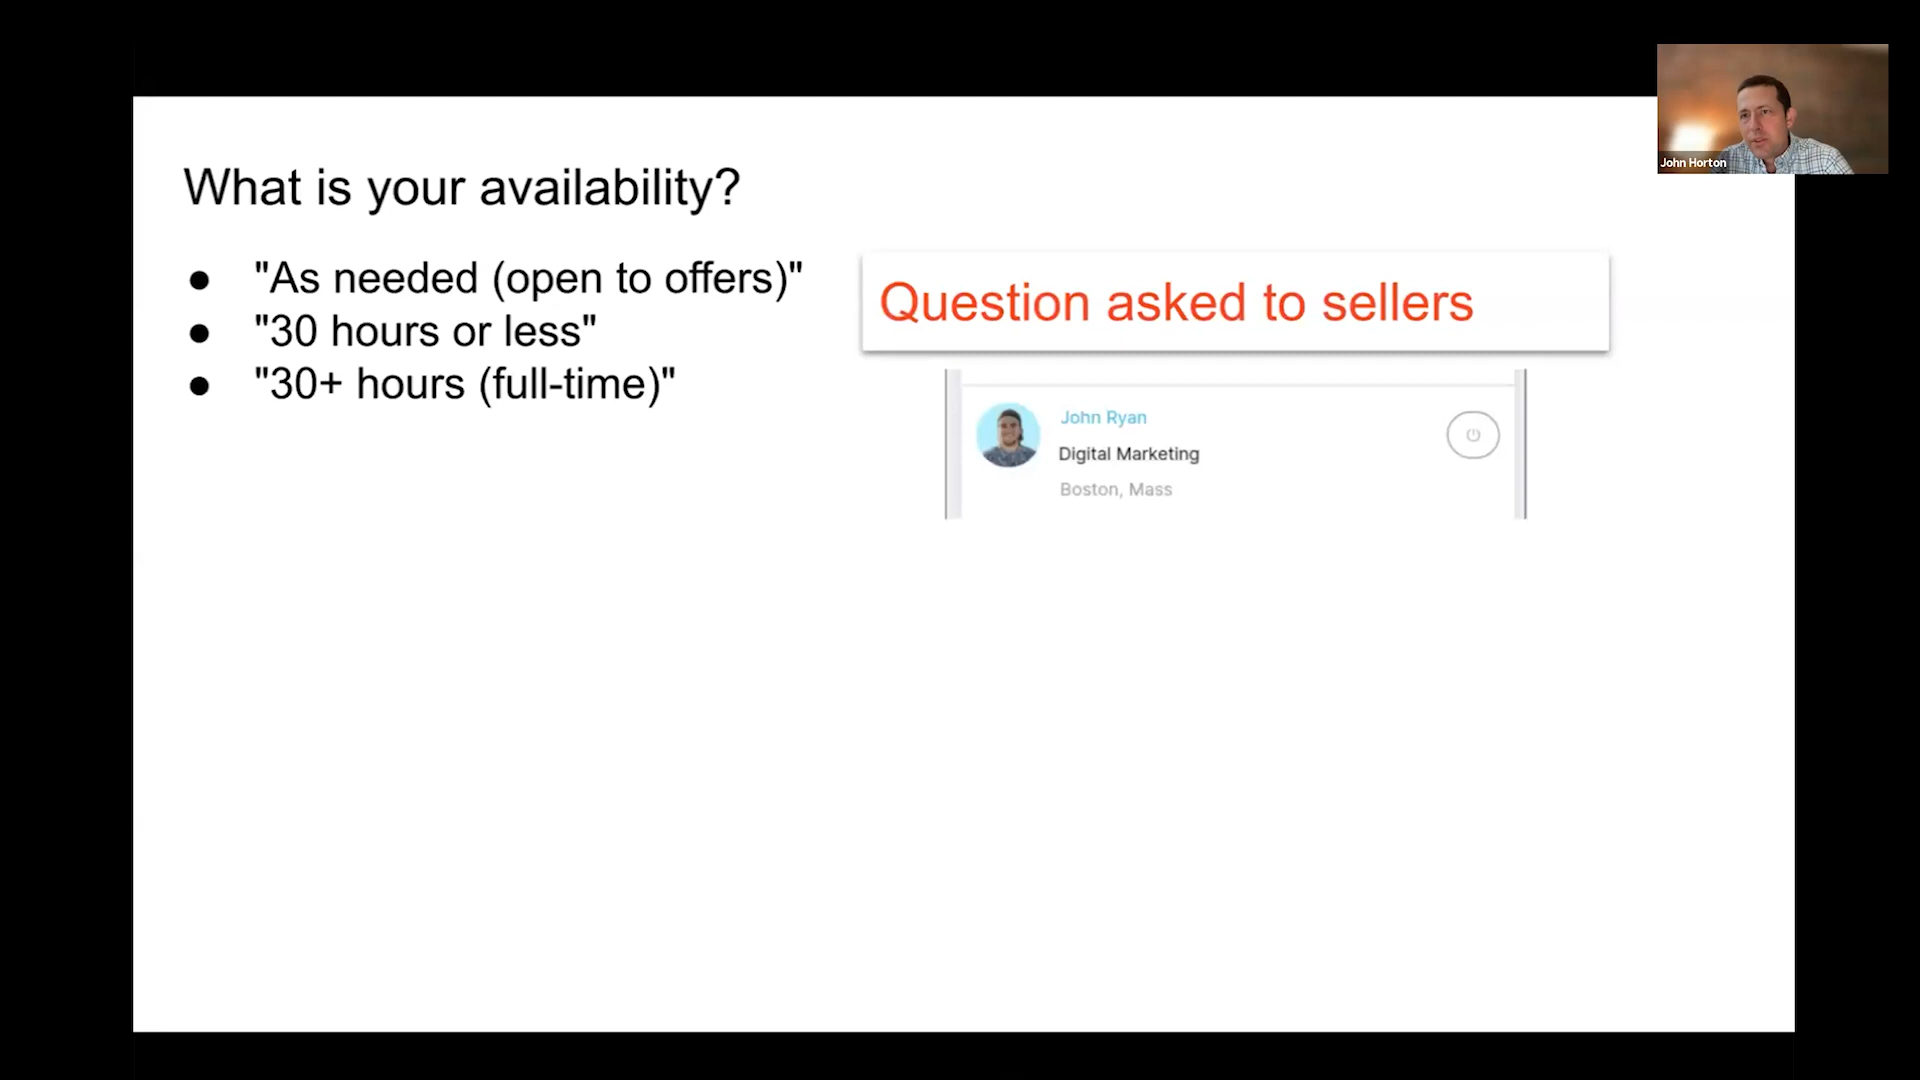 John Horton
What is your availability?
● "As needed (open to offers)"
● "30 hours or less"
● "30+ hours (full-time)"
Question asked to sellers
John Ryan
Digital Marketing
Boston, Mass